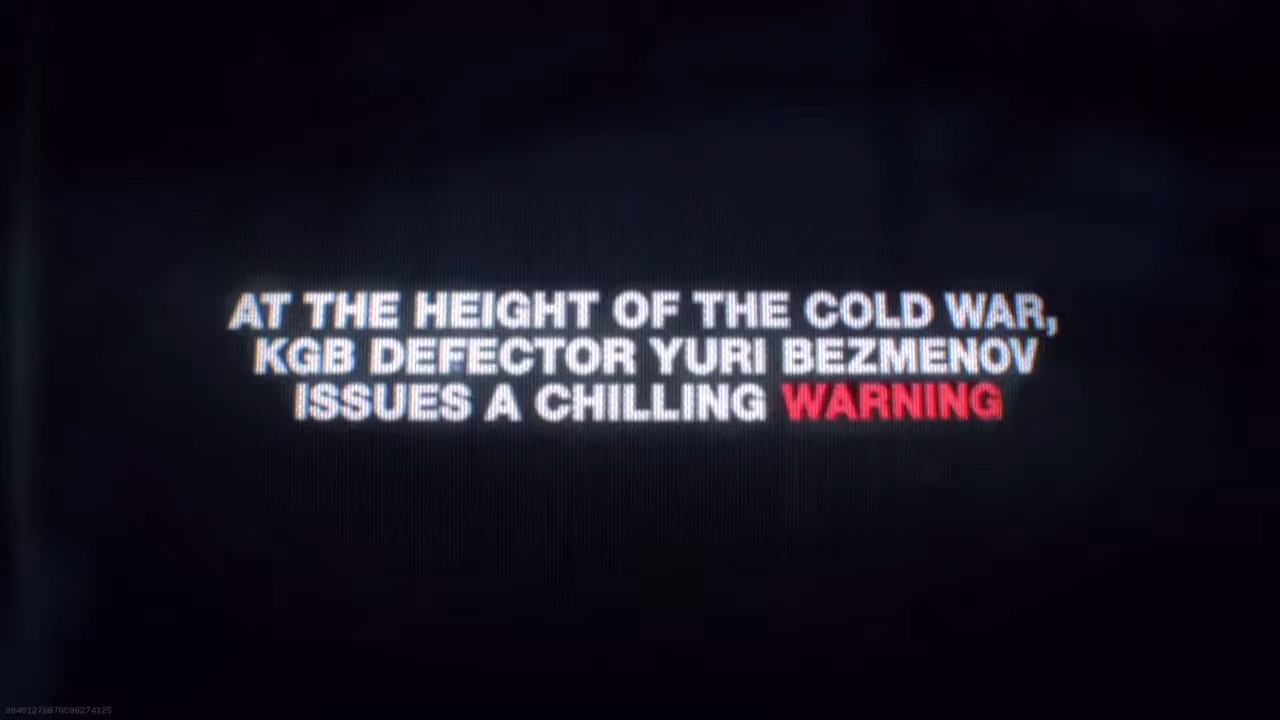 AT THE HEIGHT OF THE COLD WAR,
KGB DEFECTOR YURI BEZMENOV
ISSUES A CHILLING WARNING